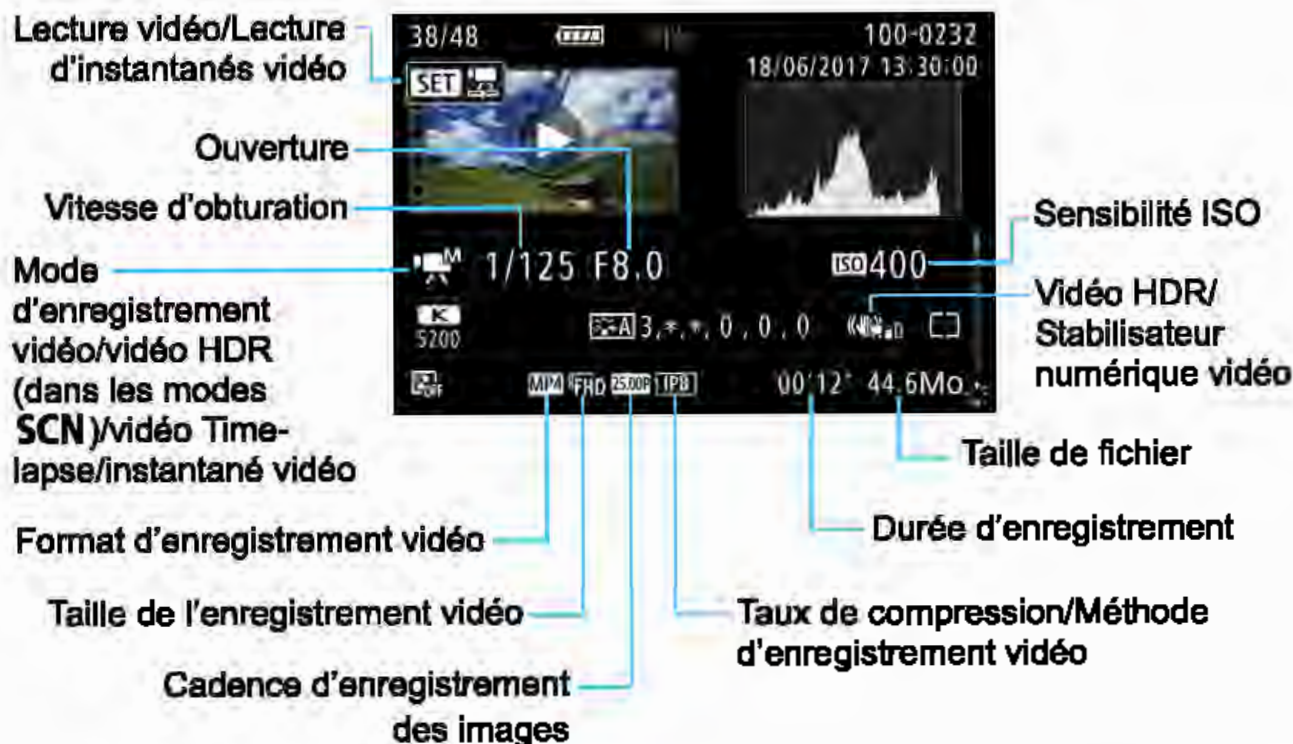 Lecture vidéo/Lecture
d'instantanés vidéo
Ouverture
Vitesse d'obturation
Mode
d'enregistrement
vidéo/vidéo HDR
(dans les modes
SCN)/vidéo Time-
lapse/instantané vidéo
Format d'enregistrement vidéo
Taille de l'enregistrement vidéo
Cadence d'enregistrement
des images
38/48
100-0232
18/06/2017 13:30:00
SET
M 1/125 F8.0 ISO 400
K
5200
A 3,*,*,0,0,0
D
OFF
MP4 FHD 25.00P IPB 00'12" 44.6Mo
Sensibilité ISO
Vidéo HDR/
Stabilisateur
numérique vidéo
Taille de fichier
Durée d'enregistrement
Taux de compression/Méthode
d'enregistrement vidéo